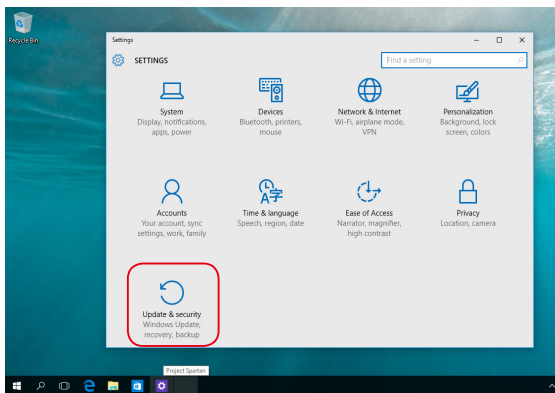 Recycle Bin
Settings
SETTINGS
Find a setting
System
Display, notifications,
apps, power
Devices
Bluetooth, printers,
mouse
Network & Internet
Wi-Fi, airplane mode,
VPN
Personalization
Background, lock
screen, colors
Accounts
Your account, sync
settings, work, family
Time & language
Speech, region, date
Ease of Access
Narrator, magnifier,
high contrast
Privacy
Location, camera
Update & security
Windows Update,
recovery, backup
Project Spartan